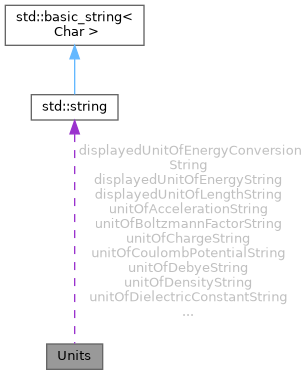 std::basic_string<
Char >
std::string
displayedUnitOfEnergyConversion
String
displayedUnitOfEnergyString
displayedUnitOfLengthString
unitOfAccelerationString
unitOfBoltzmannFactorString
unitOfChargeString
unitOfCoulombPotentialString
unitOfDebyeString
unitOfDensityString
unitOfDielectricConstantString
...
Units